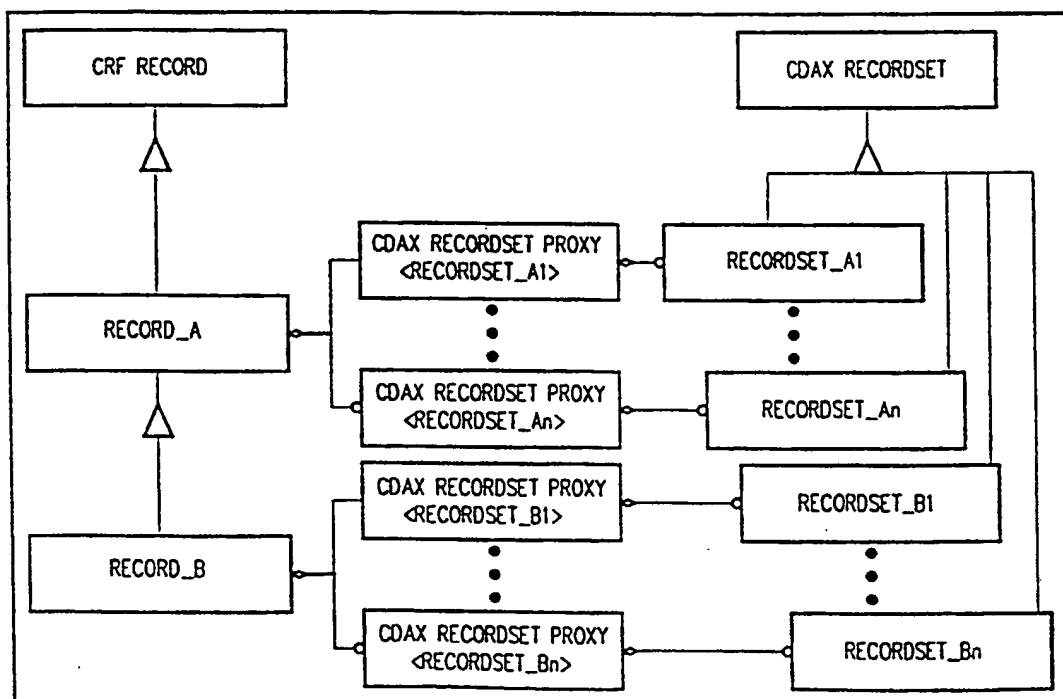 CRF RECORD
CDAX RECORDSET
CDAX RECORDSET PROXY
<RECORDSET_A1>
RECORDSET_A1
RECORD_A
CDAX RECORDSET PROXY
<RECORDSET_An>
RECORDSET_An
CDAX RECORDSET PROXY
<RECORDSET_B1>
RECORDSET_B1
RECORD_B
CDAX RECORDSET PROXY
<RECORDSET_Bn>
RECORDSET_Bn